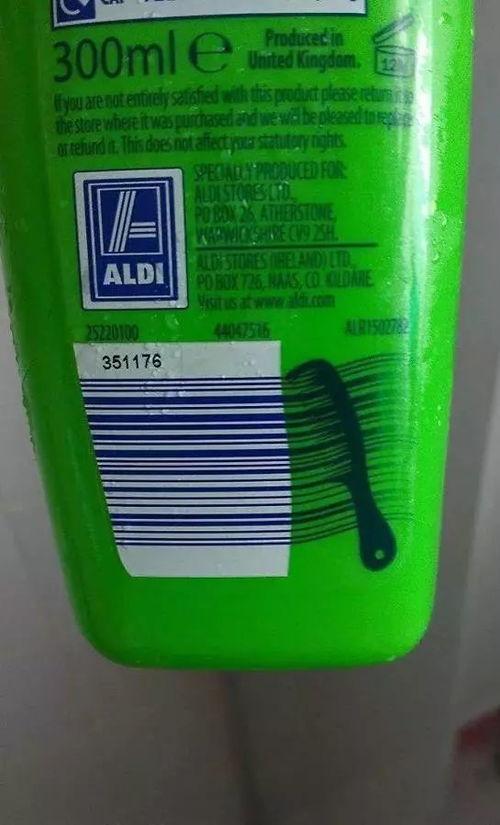 CAP
300ml e
Produced in
United Kingdom.
12M
If you are not entirely satisfied with this product please return it to
the store where it was purchased and we will be pleased to replace
or refund it. This does not affect your statutory rights.
ALDI
SPECIALLY PRODUCED FOR:
ALDI STORES LTD.,
PO BOX 26, ATHERSTONE,
WARWICKSHIRE CV9 2SH.
ALDI STORES (IRELAND) LTD.,
PO BOX 726, NAAS, CO. KILDARE.
Visit us at www.aldi.com
25220100 44047516
351176